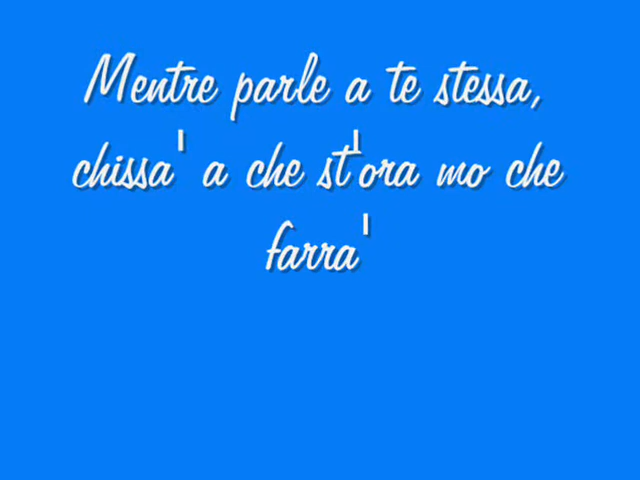 Mentre parle a te stessa,
chissa' a che st'ora mo che
farra'